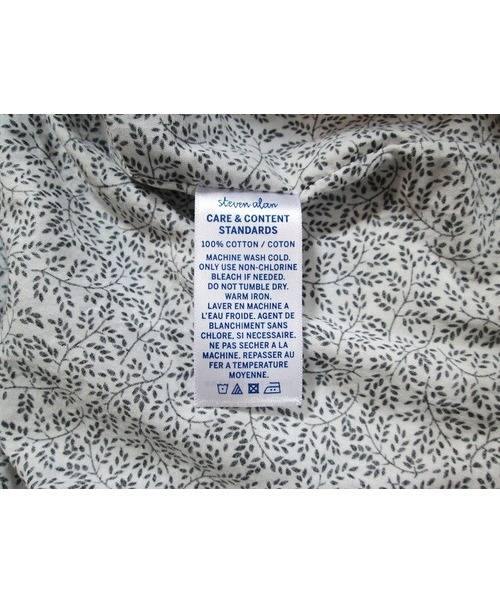 steven alan
CARE & CONTENT
STANDARDS
100% COTTON / COTON
MACHINE WASH COLD.
ONLY USE NON-CHLORINE
BLEACH IF NEEDED.
DO NOT TUMBLE DRY.
WARM IRON.
LAVER EN MACHINE A
L'EAU FROIDE. AGENT DE
BLANCHIMENT SANS
CHLORE, SI NECESSAIRE.
NE PAS SECHER A LA
MACHINE. REPASSER AU
FER A TEMPERATURE
MOYENNE.